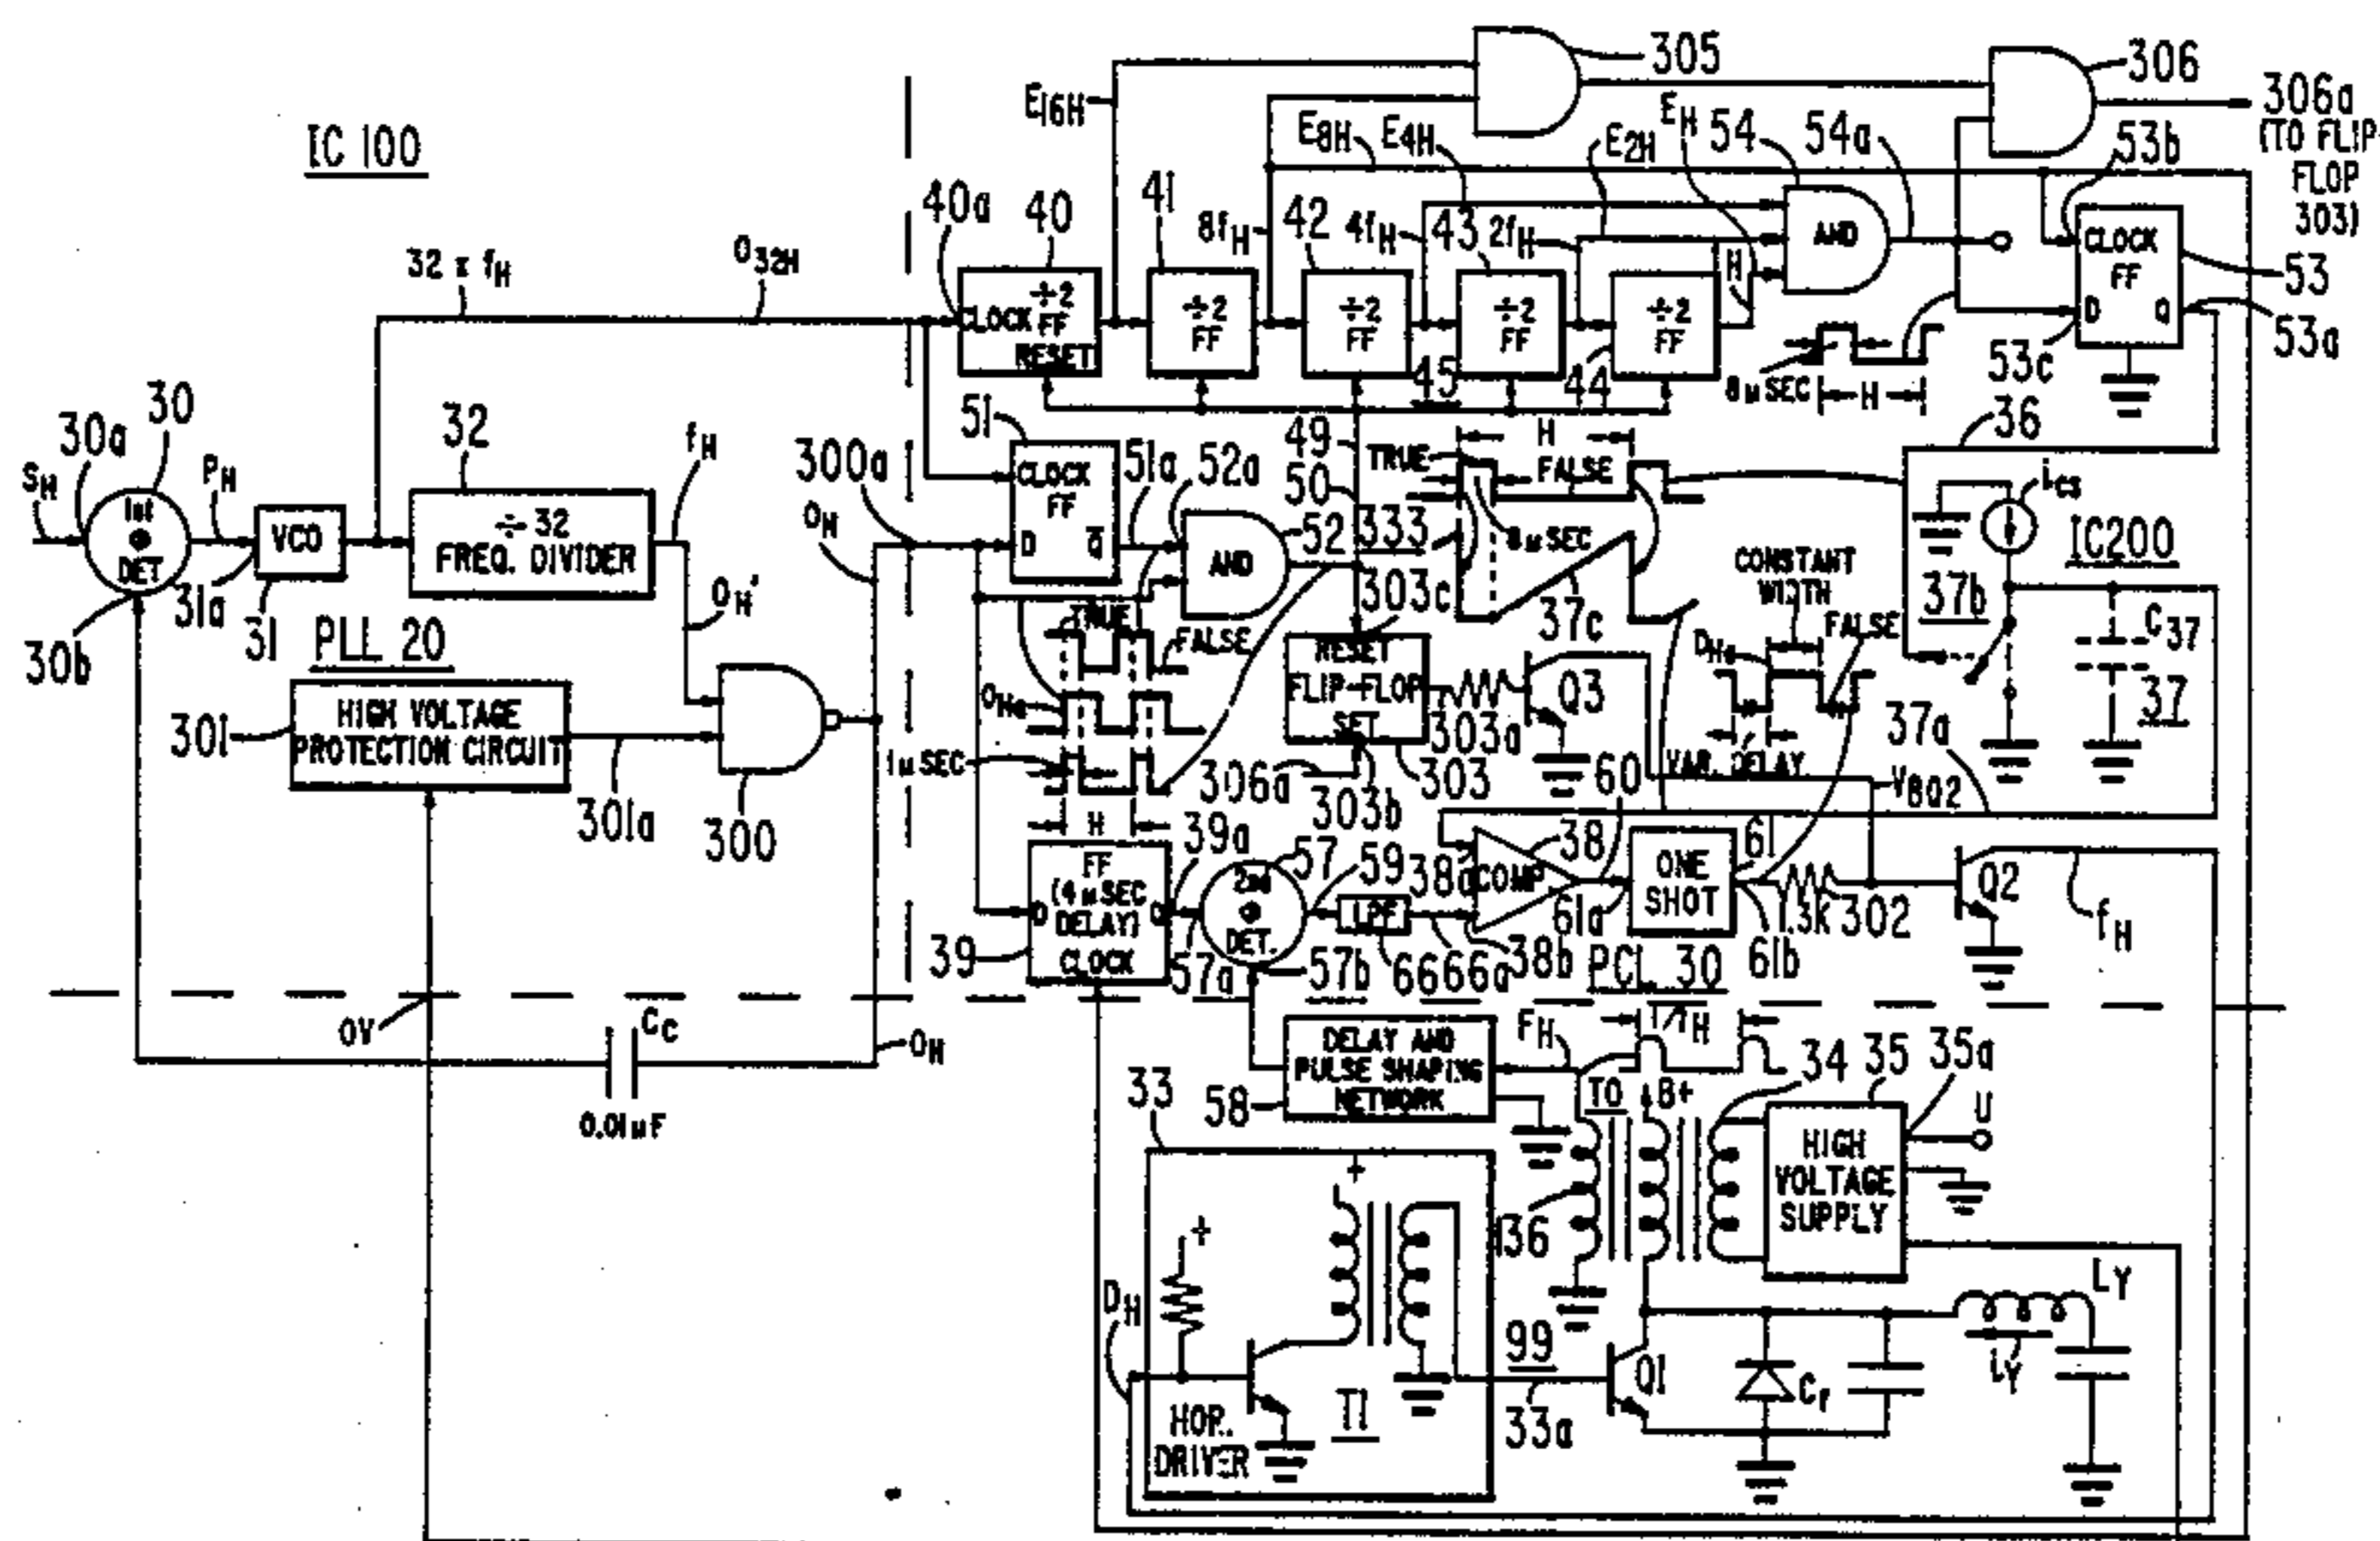 IC 100
305
306
306a
(TO FLIP
FLOP
303)
E16H
E8H
E4H
E2H
EH
54
54a
53b
40a
40
41
8fH
42
4fH
43
2fH
H
AND
CLOCK
FF
D Q
53
53a
53c
32 x fH
O32H
CLOCK
÷2
FF
RESET
÷2
FF
÷2
FF
÷2
FF
÷2
FF
45
44
8µSEC
H
36
30a
30
SH
1st
Φ
DET
30b
PH
31a
VCO
31
32
÷32
FREQ. DIVIDER
fH
OH'
300a
OH
51
CLOCK
FF
D Q̅
51a
52a
AND
52
49
50
333
303c
TRUE
H
FALSE
8µSEC
37c
iCS
IC200
37b
C37
37
CONSTANT
WIDTH
FALSE
DHa
VAR. DELAY
37a
PLL 20
301
HIGH VOLTAGE
PROTECTION CIRCUIT
301a
300
TRUE
FALSE
OHa
1µSEC
H
RESET
FLIP-FLOP
SET
303a
Q3
306a
303b
303
60
VBQ2
39a
FF
(4µSEC
DELAY)
D Q
CLOCK
39
57a
57
2nd
Φ
DET.
57b
59
LPF
66
66a
38a
COMP
38
38b
61a
ONE
SHOT
61
61b
1.3K
302
Q2
fH
PCL 30
OV
CC
0.01µF
OH
FH
1/fH
DELAY AND
PULSE SHAPING
NETWORK
58
TO
B+
34
35
35a
U
HIGH
VOLTAGE
SUPPLY
136
33
+
+
DH
HOR.
DRIVER
T1
99
33a
Q1
Cr
LY
iY